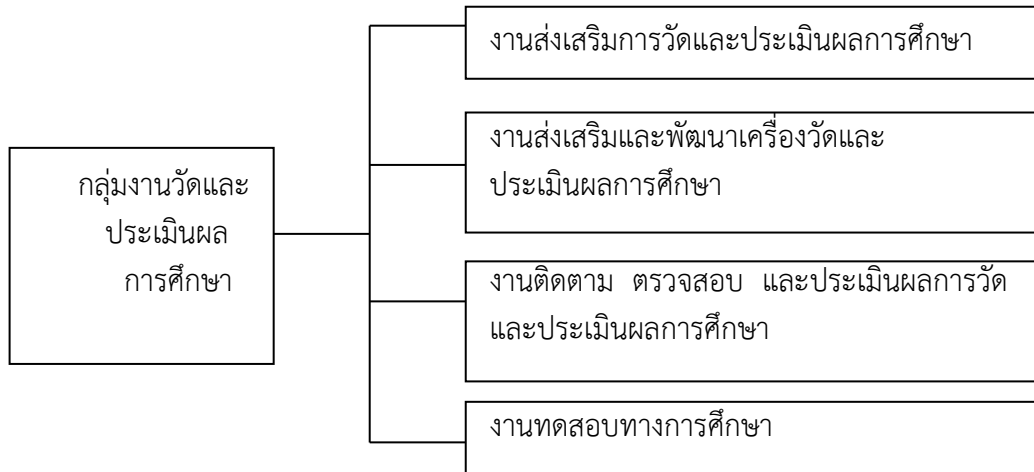 กลุ่มงานวัดและ
ประเมินผล
การศึกษา
งานส่งเสริมการวัดและประเมินผลการศึกษา
งานส่งเสริมและพัฒนาเครื่องวัดและ
ประเมินผลการศึกษา
งานติดตาม ตรวจสอบ และประเมินผลการวัด
และประเมินผลการศึกษา
งานทดสอบทางการศึกษา